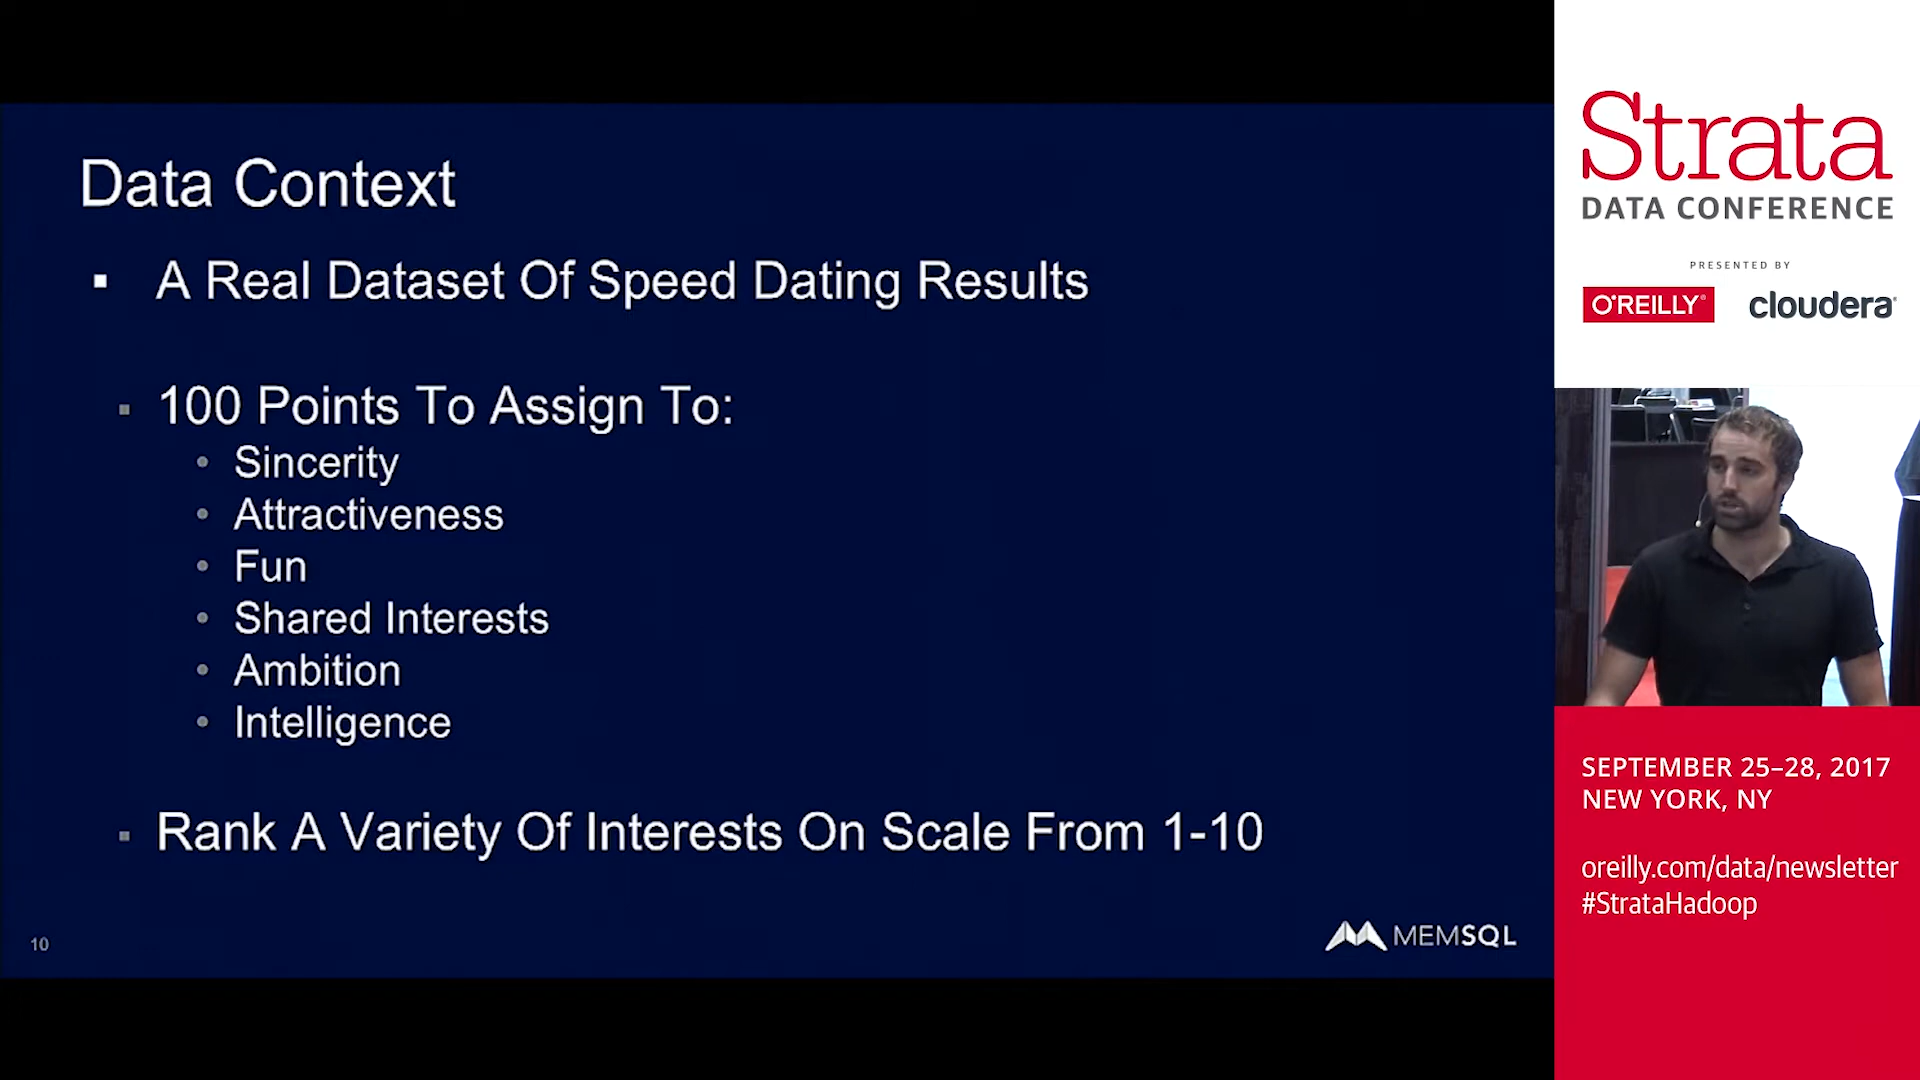 Data Context
A Real Dataset Of Speed Dating Results
100 Points To Assign To:
Sincerity
Attractiveness
Fun
Shared Interests
Ambition
Intelligence
Rank A Variety Of Interests On Scale From 1-10
10
MEMSQL
Strata
DATA CONFERENCE
PRESENTED BY
O'REILLY®
cloudera®
SEPTEMBER 25–28, 2017
NEW YORK, NY
oreilly.com/data/newsletter
#StrataHadoop